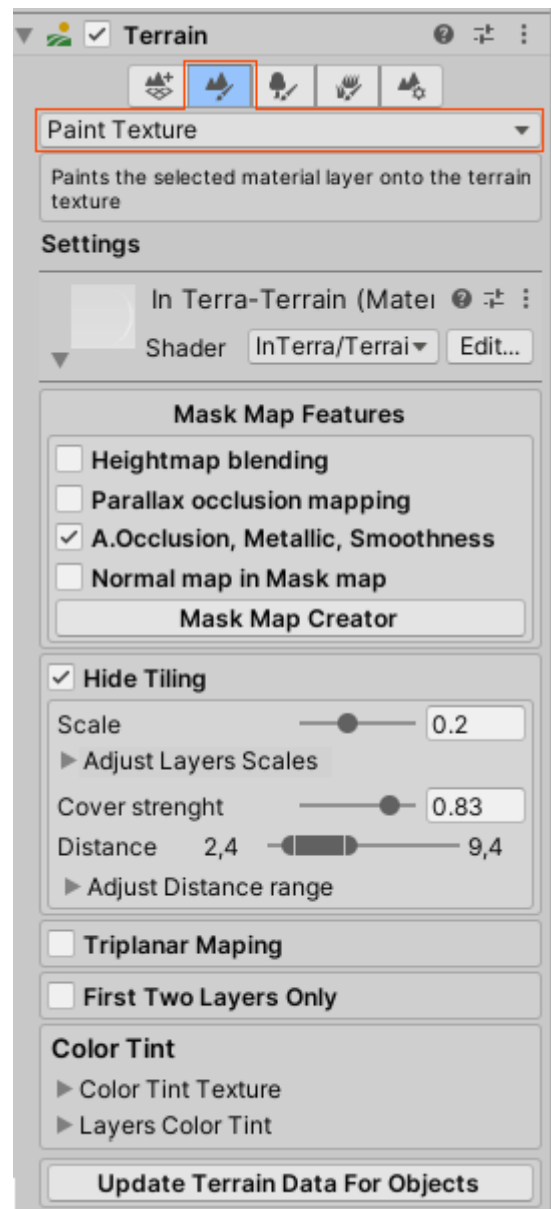 Terrain
Paint Texture
Paints the selected material layer onto the terrain
texture
Settings
In Terra-Terrain (Mater
Shader InTerra/Terrai Edit...
Mask Map Features
Heightmap blending
Parallax occlusion mapping
A.Occlusion, Metallic, Smoothness
Normal map in Mask map
Mask Map Creator
Hide Tiling
Scale 0.2
Adjust Layers Scales
Cover strenght 0.83
Distance 2,4 9,4
Adjust Distance range
Triplanar Maping
First Two Layers Only
Color Tint
Color Tint Texture
Layers Color Tint
Update Terrain Data For Objects